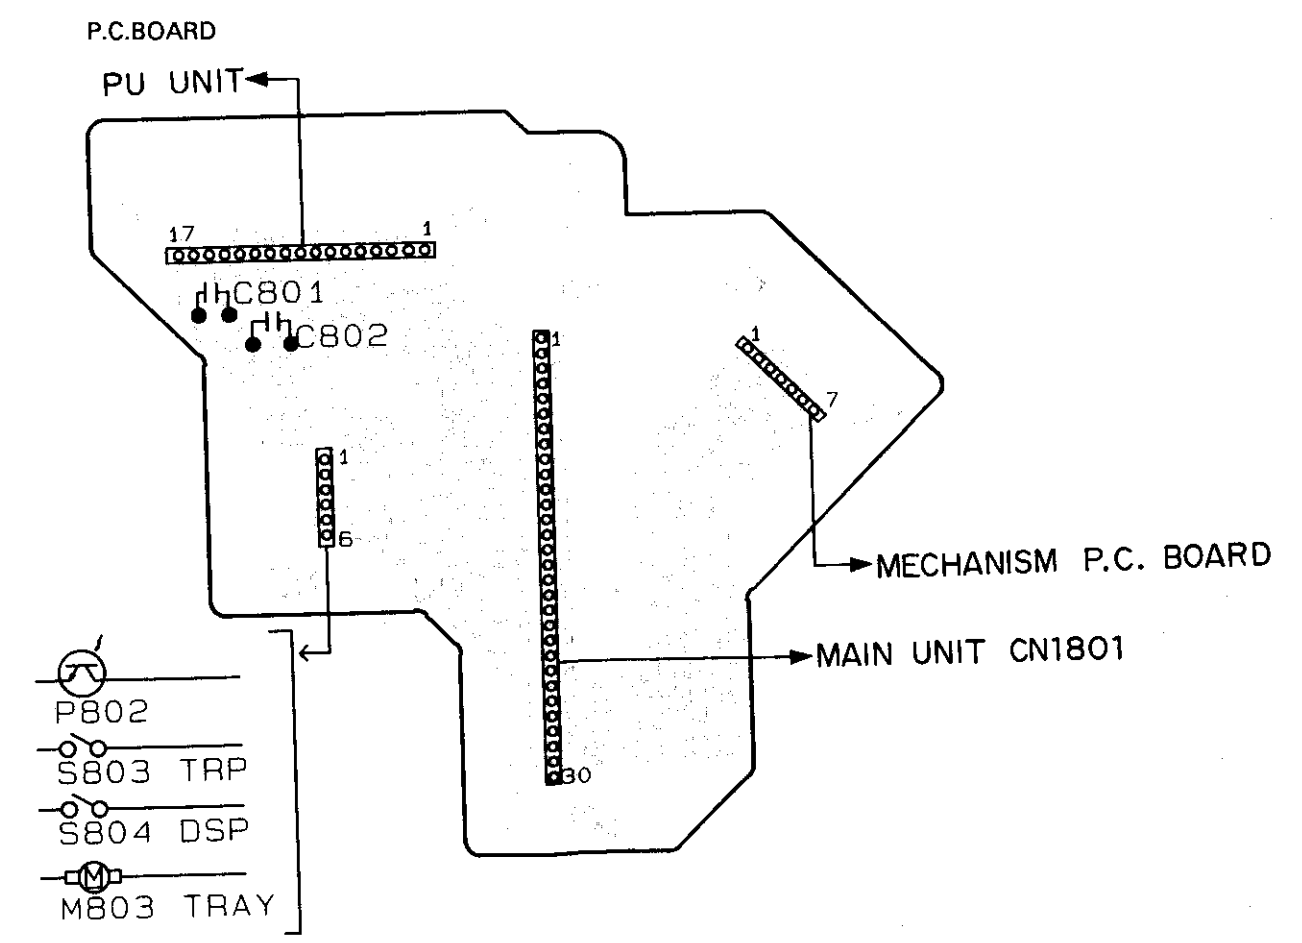 P.C.BOARD
PU UNIT
17 1
C801
C802
1
1
7
1
6
MECHANISM P.C. BOARD
MAIN UNIT CN1801
P802
S803 TRP
30
S804 DSP
M
M803 TRAY